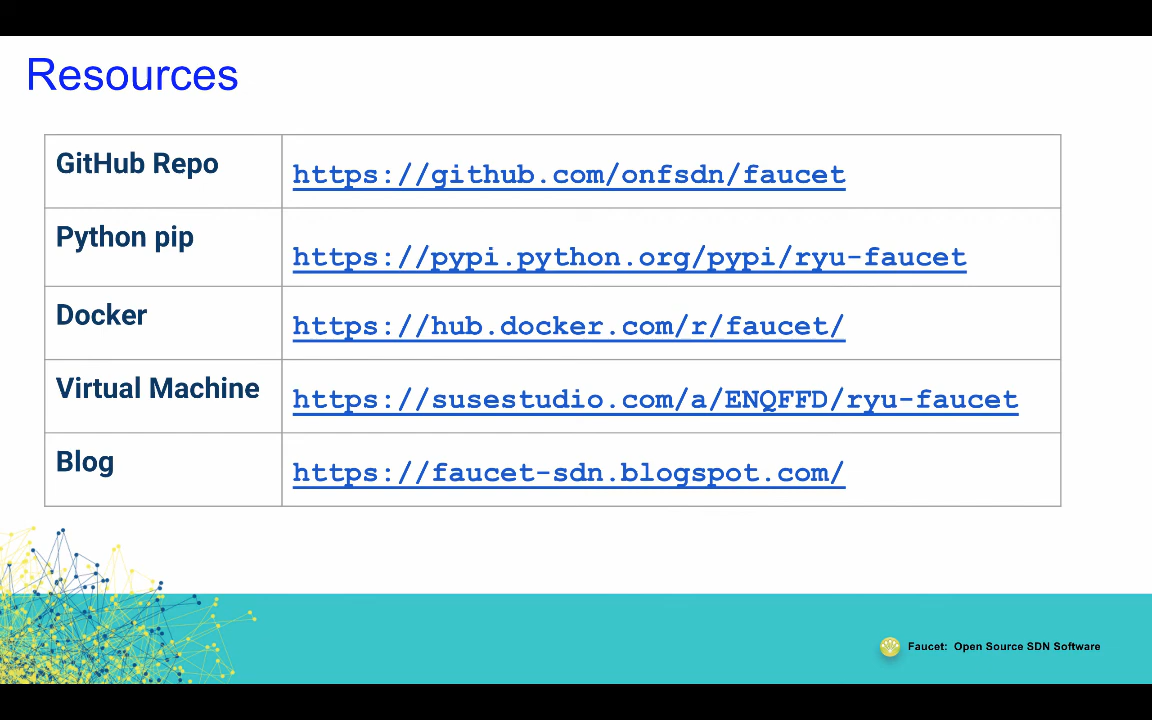 Resources
GitHub Repo
https://github.com/onfsdn/faucet
Python pip
https://pypi.python.org/pypi/ryu-faucet
Docker
https://hub.docker.com/r/faucet/
Virtual Machine
https://susestudio.com/a/ENQFFD/ryu-faucet
Blog
https://faucet-sdn.blogspot.com/
Faucet: Open Source SDN Software